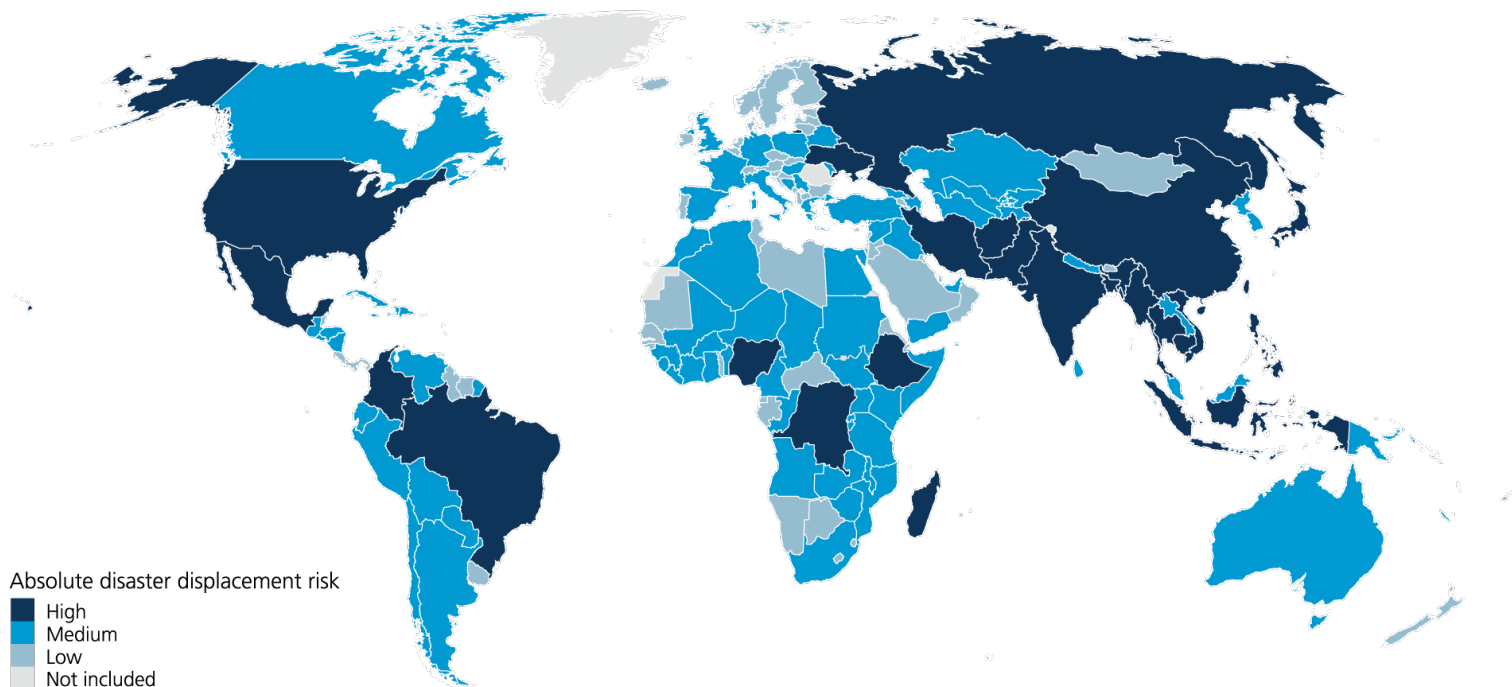 Absolute disaster displacement risk
High
Medium
Low
Not included